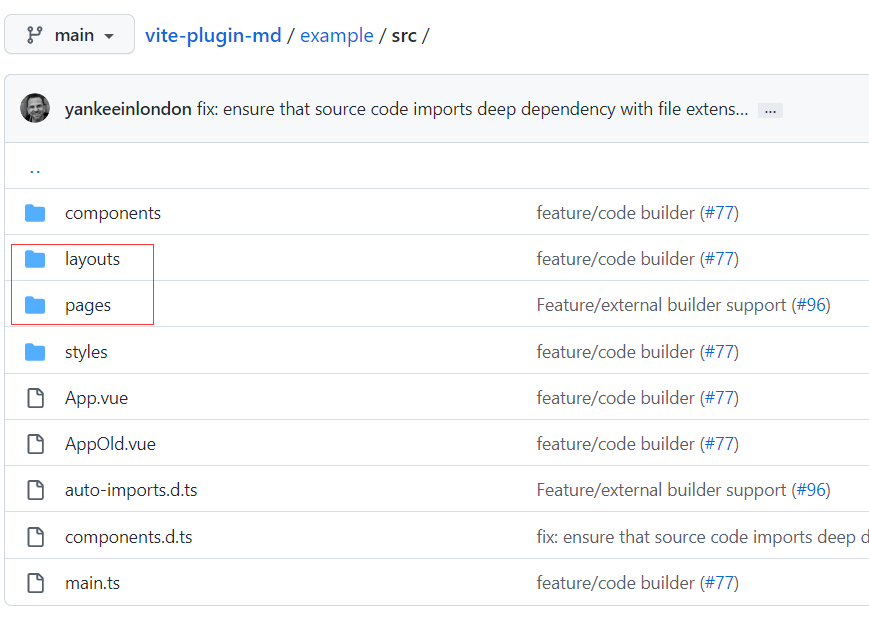 main vite-plugin-md / example / src /
yankeeinlondon fix: ensure that source code imports deep dependency with file extens... ...
..
components feature/code builder (#77)
layouts feature/code builder (#77)
pages Feature/external builder support (#96)
styles feature/code builder (#77)
App.vue feature/code builder (#77)
AppOld.vue feature/code builder (#77)
auto-imports.d.ts Feature/external builder support (#96)
components.d.ts fix: ensure that source code imports deep d
main.ts feature/code builder (#77)